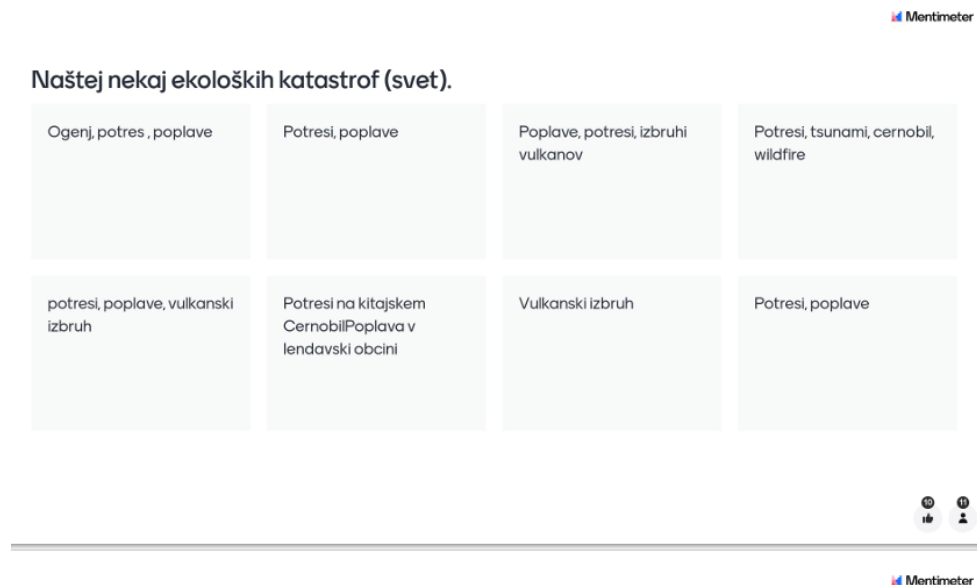 Mentimeter
Naštej nekaj ekoloških katastrof (svet).
Ogenj, potres , poplave
Potresi, poplave
Poplave, potresi, izbruhi
vulkanov
Potresi, tsunami, cernobil,
wildfire
potresi, poplave, vulkanski
izbruh
Potresi na kitajskem
CernobilPoplava v
lendavski obcini
Vulkanski izbruh
Potresi, poplave
10
11
Mentimeter